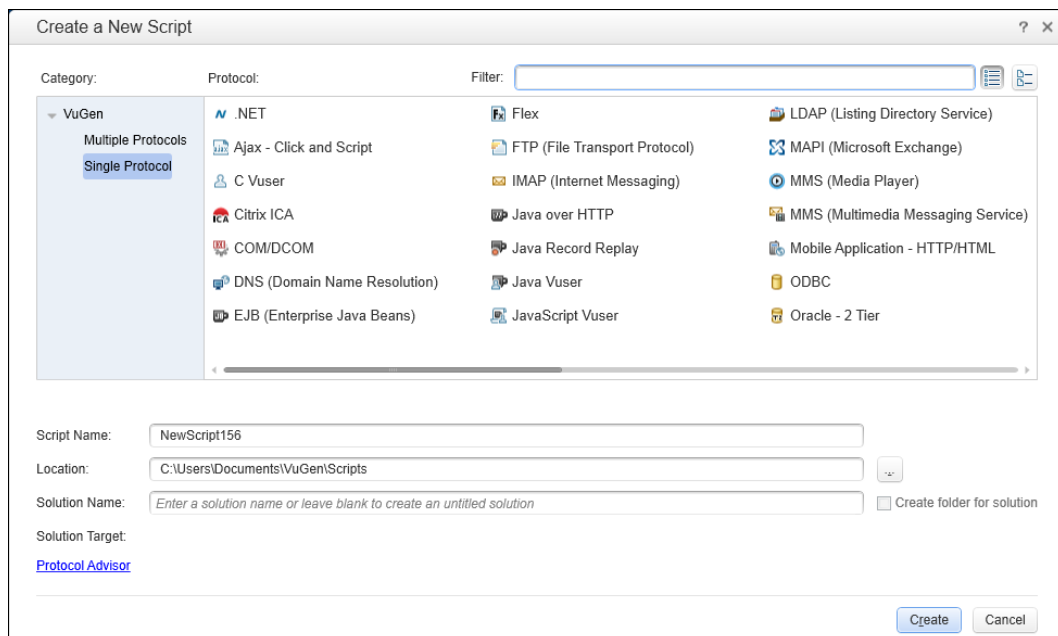 Create a New Script
Category:
Protocol:
Filter:
VuGen
Multiple Protocols
Single Protocol
.NET
Ajax - Click and Script
C Vuser
Citrix ICA
COM/DCOM
DNS (Domain Name Resolution)
EJB (Enterprise Java Beans)
Flex
FTP (File Transport Protocol)
IMAP (Internet Messaging)
Java over HTTP
Java Record Replay
Java Vuser
JavaScript Vuser
LDAP (Listing Directory Service)
MAPI (Microsoft Exchange)
MMS (Media Player)
MMS (Multimedia Messaging Service)
Mobile Application - HTTP/HTML
ODBC
Oracle - 2 Tier
Script Name: NewScript156
Location: C:\Users\Documents\VuGen\Scripts
...
Solution Name: Enter a solution name or leave blank to create an untitled solution
Create folder for solution
Solution Target:
Protocol Advisor
Create
Cancel